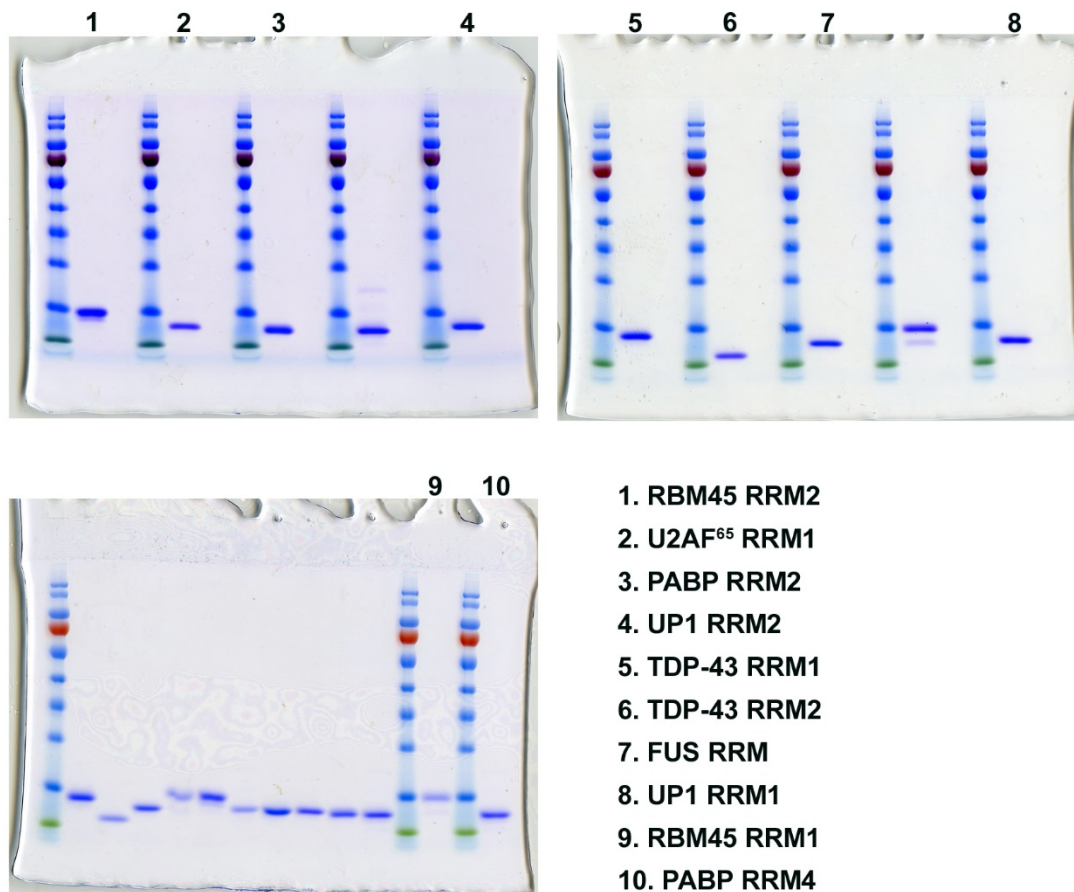 1 2 3 4
5 6 7 8
9 10
1. RBM45 RRM2
2. U2AF⁶⁵ RRM1
3. PABP RRM2
4. UP1 RRM2
5. TDP-43 RRM1
6. TDP-43 RRM2
7. FUS RRM
8. UP1 RRM1
9. RBM45 RRM1
10. PABP RRM4